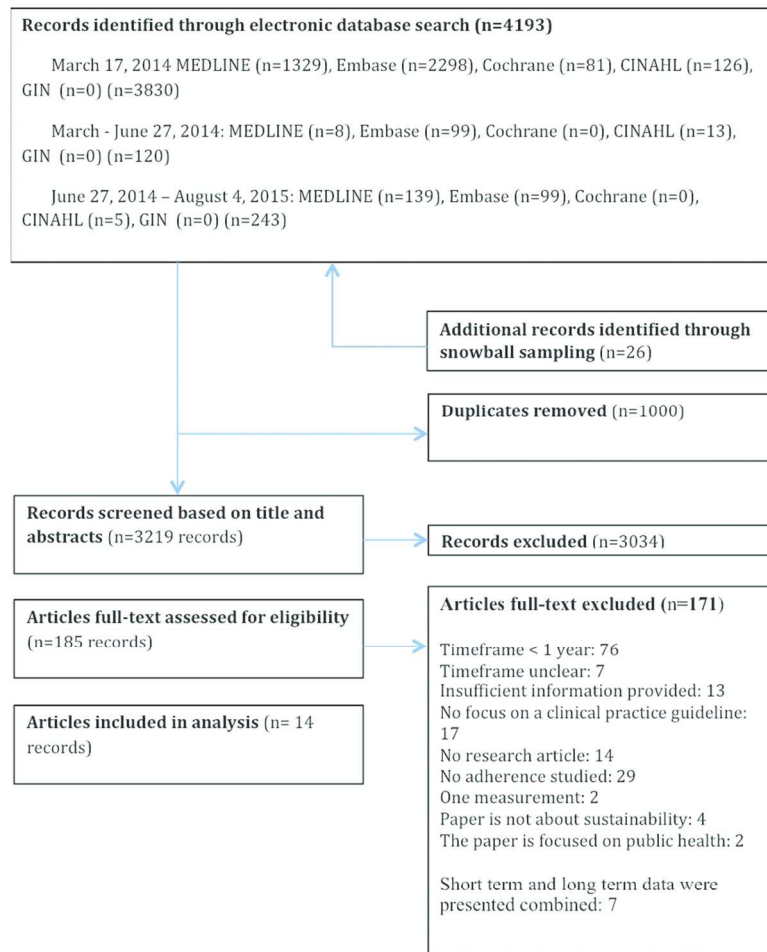 Records identified through electronic database search (n=4193)
March 17, 2014 MEDLINE (n=1329), Embase (n=2298), Cochrane (n=81), CINAHL (n=126),
GIN (n=0) (n=3830)
March - June 27, 2014: MEDLINE (n=8), Embase (n=99), Cochrane (n=0), CINAHL (n=13),
GIN (n=0) (n=120)
June 27, 2014 – August 4, 2015: MEDLINE (n=139), Embase (n=99), Cochrane (n=0),
CINAHL (n=5), GIN (n=0) (n=243)
Additional records identified through
snowball sampling (n=26)
Duplicates removed (n=1000)
Records screened based on title and
abstracts (n=3219 records)
Records excluded (n=3034)
Articles full-text assessed for eligibility
(n=185 records)
Articles full-text excluded (n=171)
Timeframe < 1 year: 76
Timeframe unclear: 7
Insufficient information provided: 13
No focus on a clinical practice guideline:
17
No research article: 14
No adherence studied: 29
One measurement: 2
Paper is not about sustainability: 4
The paper is focused on public health: 2
Short term and long term data were
presented combined: 7
Articles included in analysis (n= 14
records)